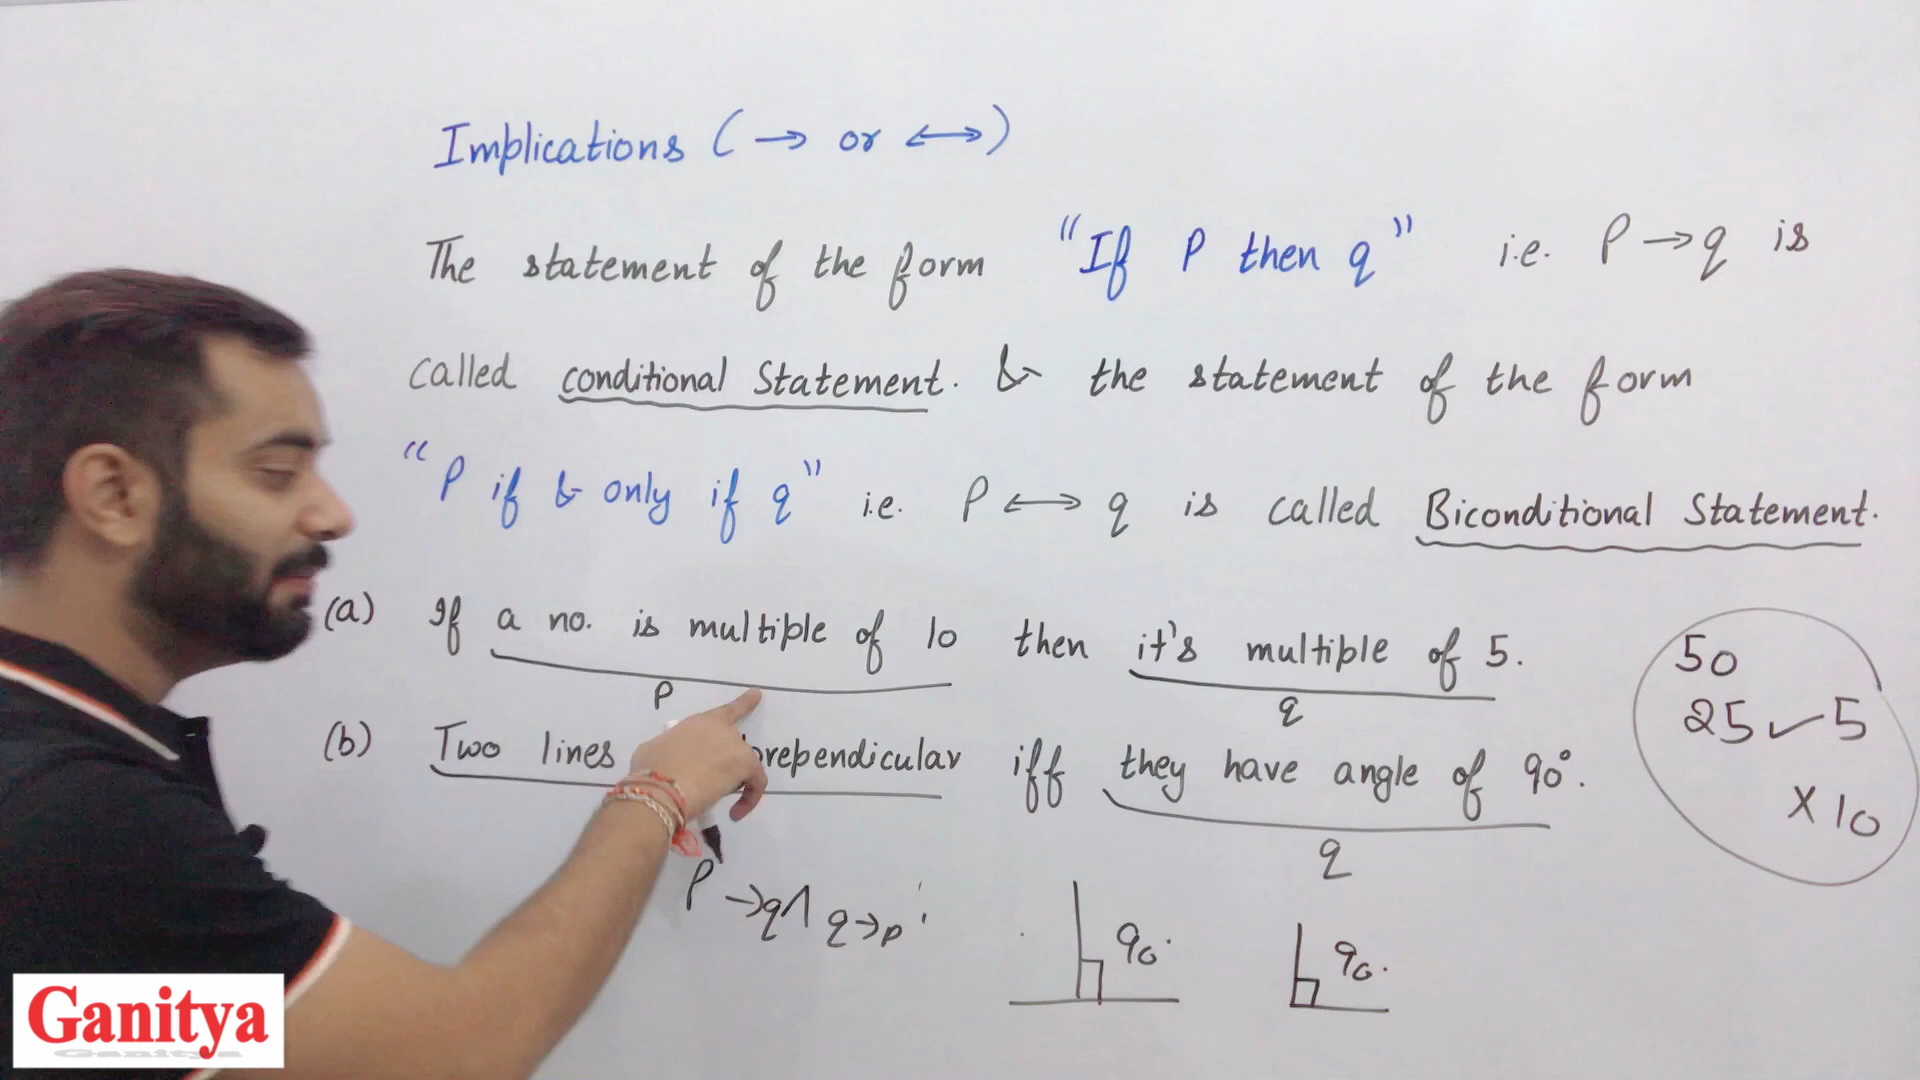 Implications (→ or ↔)
The statement of the form "If P then q" i.e. P → q is
called conditional Statement. & the statement of the form
"P if & only if q" i.e. P ↔ q is called Biconditional Statement.
(a) If a no. is multiple of 10 then it's multiple of 5.
P q
(b) Two lines prependicular iff they have angle of 90°.
q
P → q ∧ q → p
90° 90°
50
25 ✓ 5
× 10
Ganitya